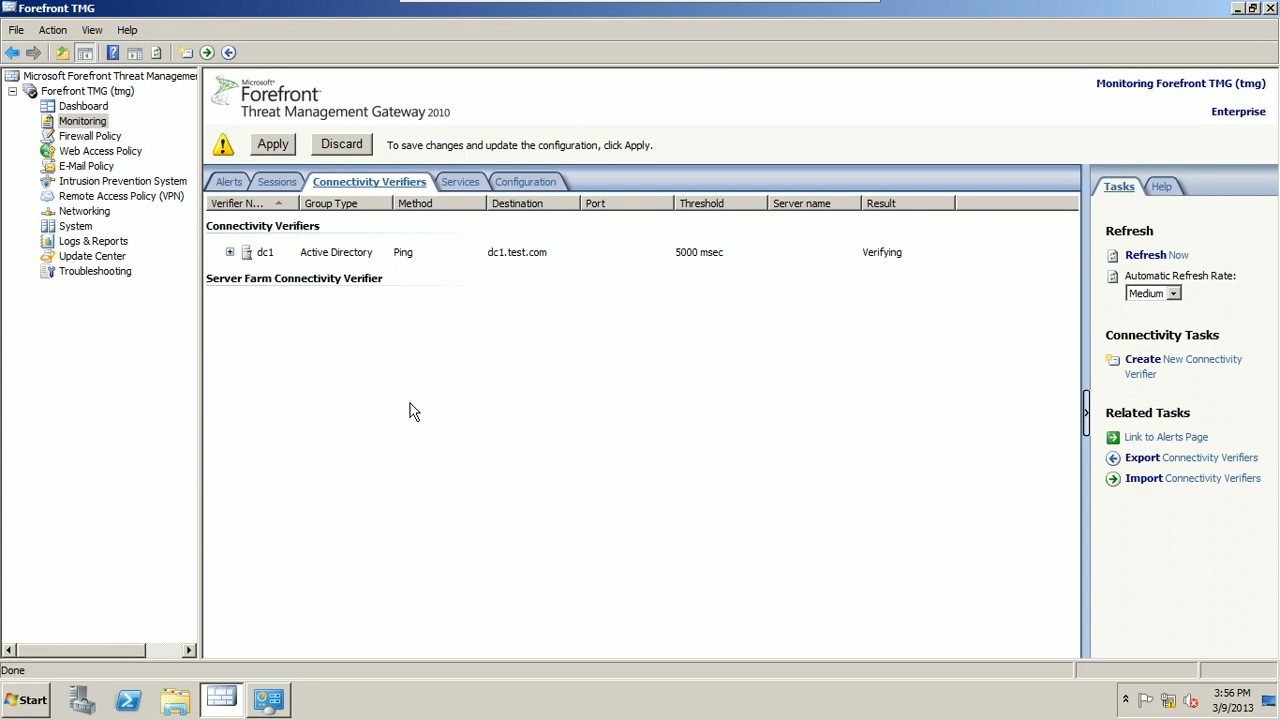 Forefront TMG
File Action View Help
Microsoft Forefront Threat Manageme
Forefront TMG (tmg)
Dashboard
Monitoring
Firewall Policy
Web Access Policy
E-Mail Policy
Intrusion Prevention System
Remote Access Policy (VPN)
Networking
System
Logs & Reports
Update Center
Troubleshooting
Microsoft®
Forefront
Threat Management Gateway 2010
Monitoring Forefront TMG (tmg)
Enterprise
Apply Discard To save changes and update the configuration, click Apply.
Alerts Sessions Connectivity Verifiers Services Configuration
Verifier N... Group Type Method Destination Port Threshold Server name Result
Connectivity Verifiers
dc1 Active Directory Ping dc1.test.com 5000 msec Verifying
Server Farm Connectivity Verifier
Tasks Help
Refresh
Refresh Now
Automatic Refresh Rate:
Medium
Connectivity Tasks
Create New Connectivity
Verifier
Related Tasks
Link to Alerts Page
Export Connectivity Verifiers
Import Connectivity Verifiers
Done
Start
3:56 PM
3/9/2013